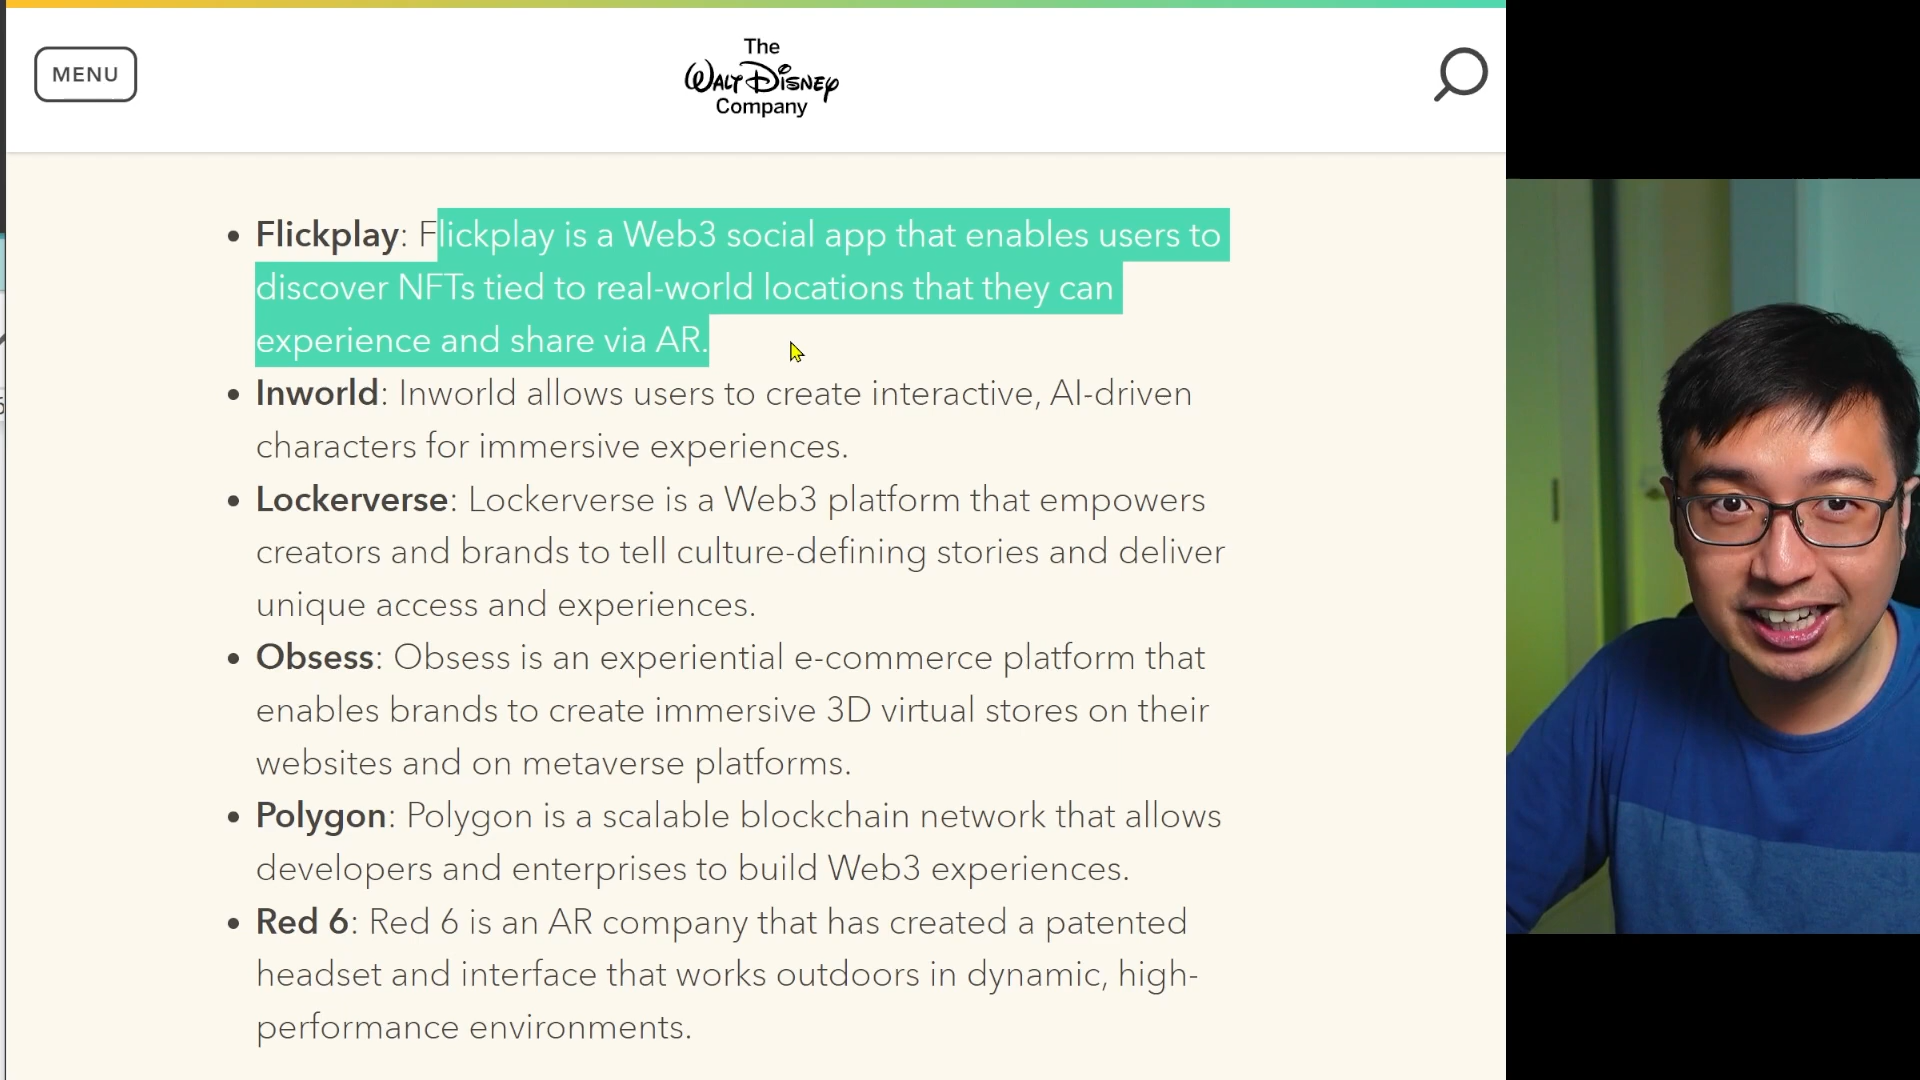 MENU
The
Walt Disney
Company
Flickplay: Flickplay is a Web3 social app that enables users to
discover NFTs tied to real-world locations that they can
experience and share via AR.
Inworld: Inworld allows users to create interactive, AI-driven
characters for immersive experiences.
Lockerverse: Lockerverse is a Web3 platform that empowers
creators and brands to tell culture-defining stories and deliver
unique access and experiences.
Obsess: Obsess is an experiential e-commerce platform that
enables brands to create immersive 3D virtual stores on their
websites and on metaverse platforms.
Polygon: Polygon is a scalable blockchain network that allows
developers and enterprises to build Web3 experiences.
Red 6: Red 6 is an AR company that has created a patented
headset and interface that works outdoors in dynamic, high-
performance environments.